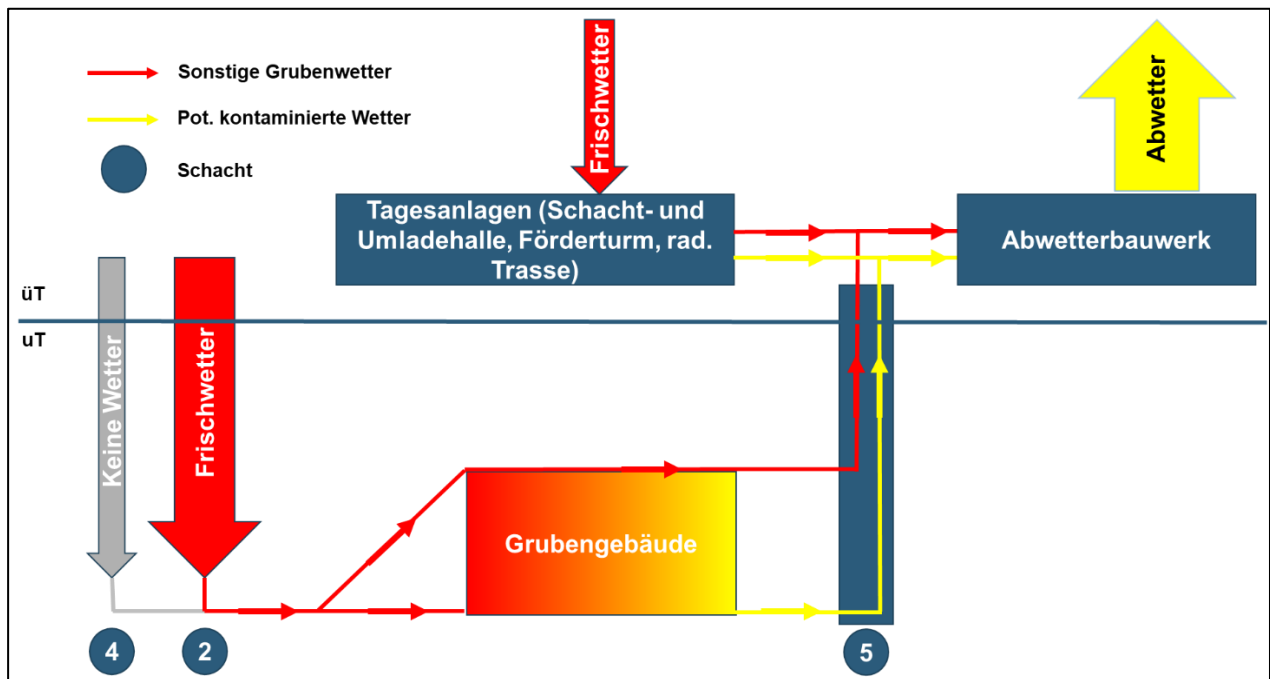 Sonstige Grubenwetter
Pot. kontaminierte Wetter
Schacht
Frischwetter
Abwetter
Tagesanlagen (Schacht- und
Umladehalle, Förderturm, rad.
Trasse)
Abwetterbauwerk
üT
uT
Keine Wetter
Frischwetter
Grubengebäude
4
2
5